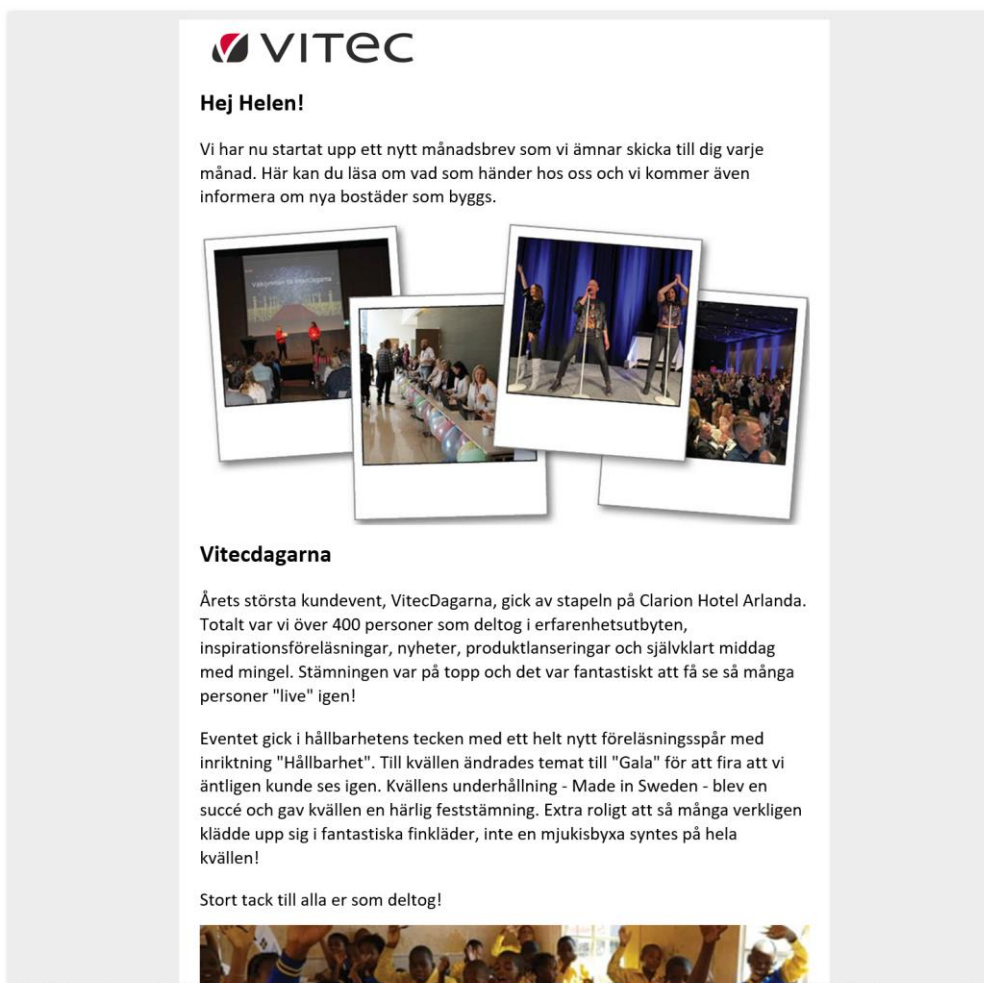 VITEC
Hej Helen!
Vi har nu startat upp ett nytt månadsbrev som vi ämnar skicka till dig varje
månad. Här kan du läsa om vad som händer hos oss och vi kommer även
informera om nya bostäder som byggs.
Välkommen till VitecDagarna
Vitecdagarna
Årets största kundevent, VitecDagarna, gick av stapeln på Clarion Hotel Arlanda.
Totalt var vi över 400 personer som deltog i erfarenhetsutbyten,
inspirationsföreläsningar, nyheter, produktlanseringar och självklart middag
med mingel. Stämningen var på topp och det var fantastiskt att få se så många
personer "live" igen!
Eventet gick i hållbarhetens tecken med ett helt nytt föreläsningsspår med
inriktning "Hållbarhet". Till kvällen ändrades temat till "Gala" för att fira att vi
äntligen kunde ses igen. Kvällens underhållning - Made in Sweden - blev en
succé och gav kvällen en härlig feststämning. Extra roligt att så många verkligen
klädde upp sig i fantastiska finkläder, inte en mjukisbyxa syntes på hela
kvällen!
Stort tack till alla er som deltog!